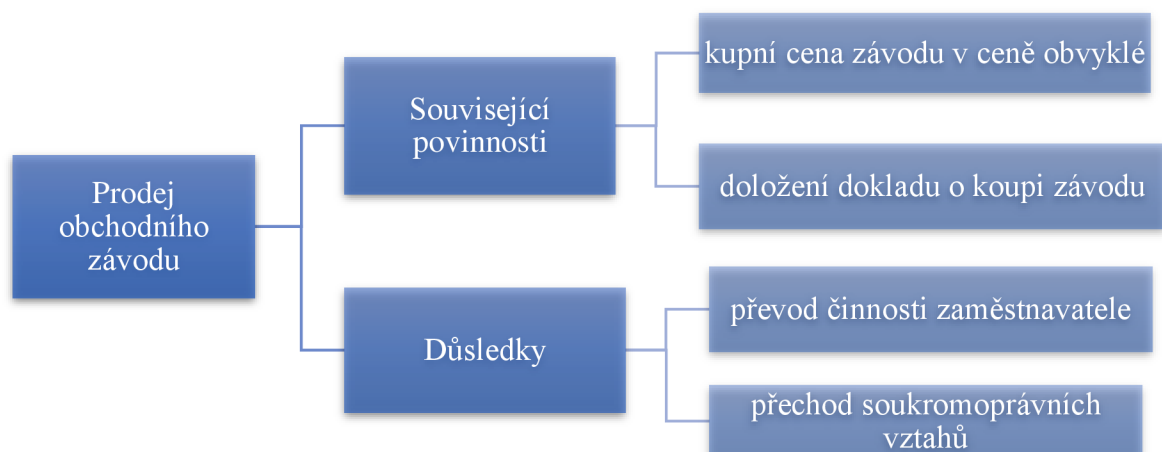 Prodej
obchodního
závodu
Související
povinnosti
kupní cena závodu v ceně obvyklé
doložení dokladu o koupi závodu
Důsledky
převod činnosti zaměstnavatele
přechod soukromoprávních
vztahů